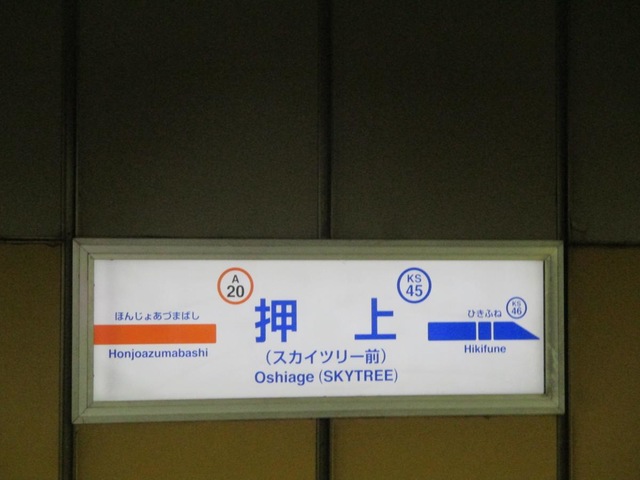 A
20
KS
45
押上
(スカイツリー前)
Oshiage (SKYTREE)
ほんじょあづまばし
Honjoazumabashi
ひきふね
KS
46
Hikifune